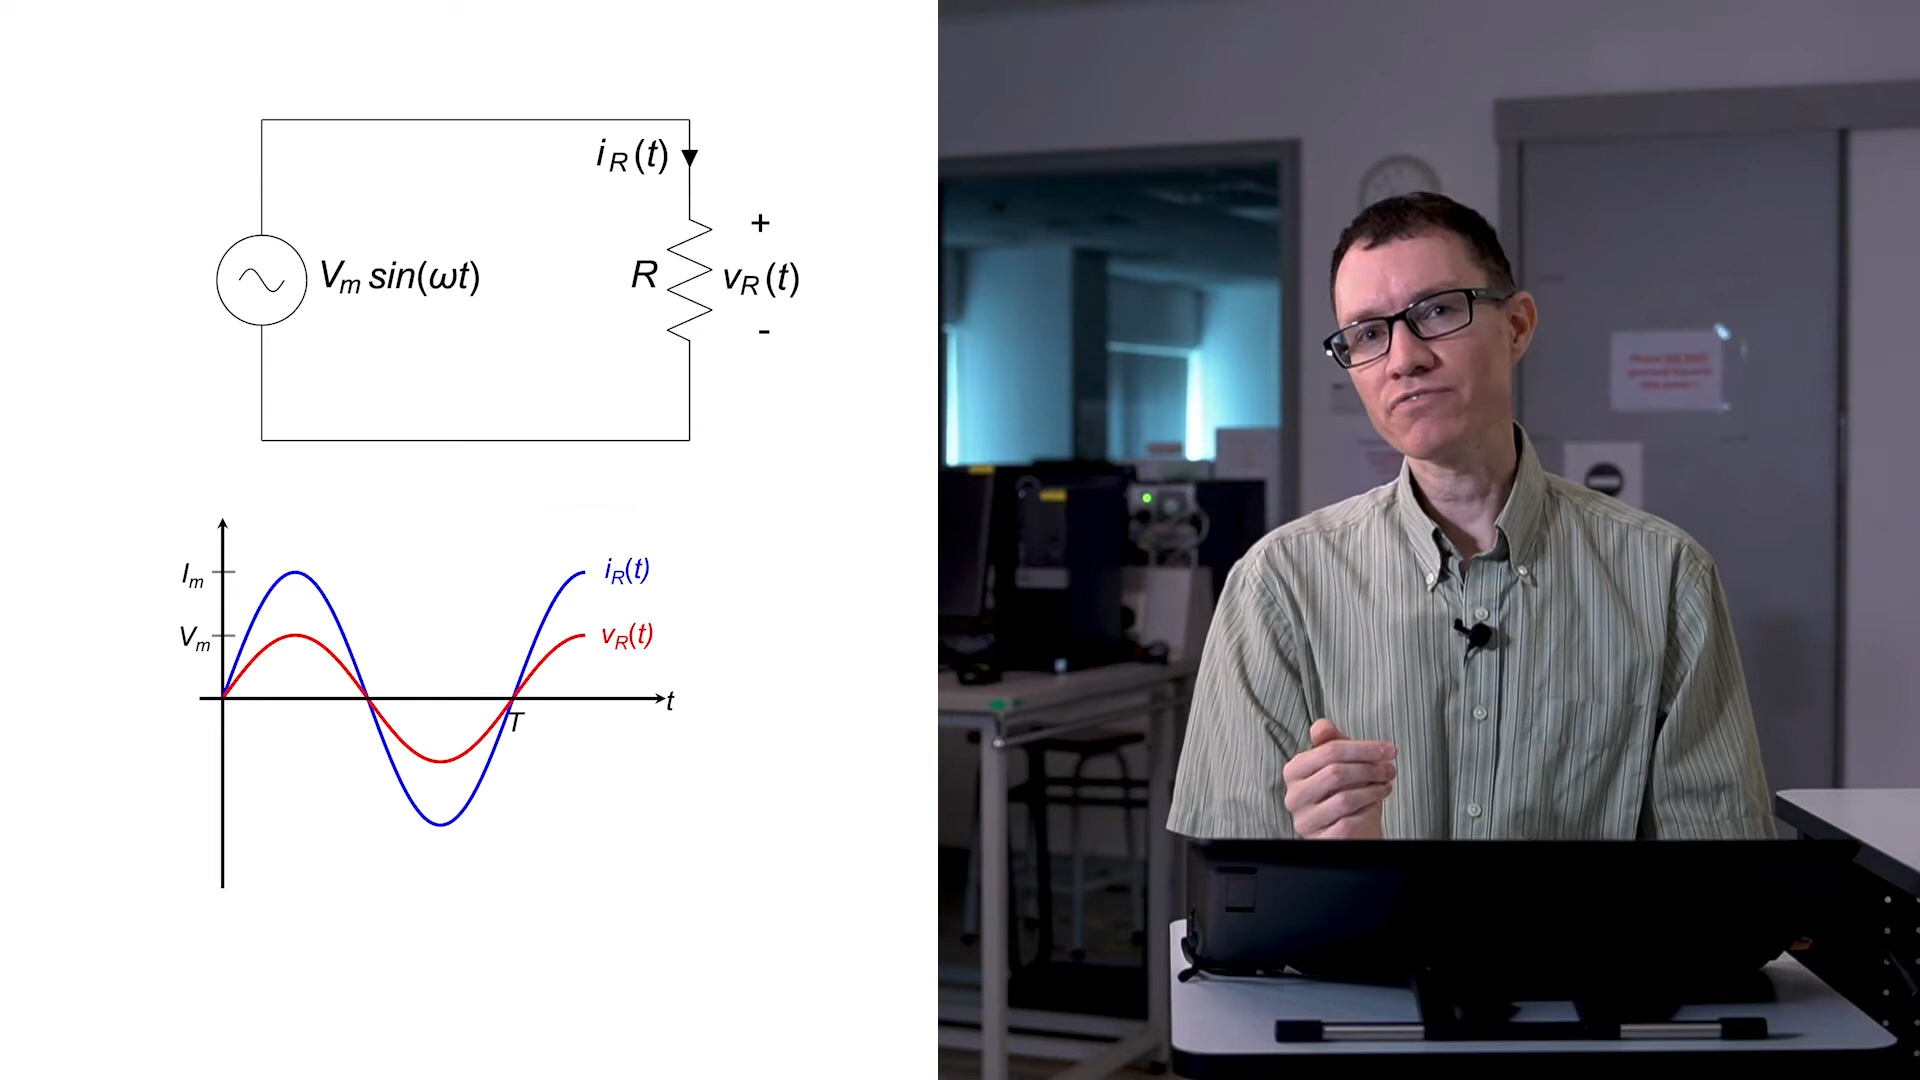 i_R(t)
+
V_m sin(ωt)
R
v_R(t)
-
I_m
i_R(t)
V_m
v_R(t)
t
T